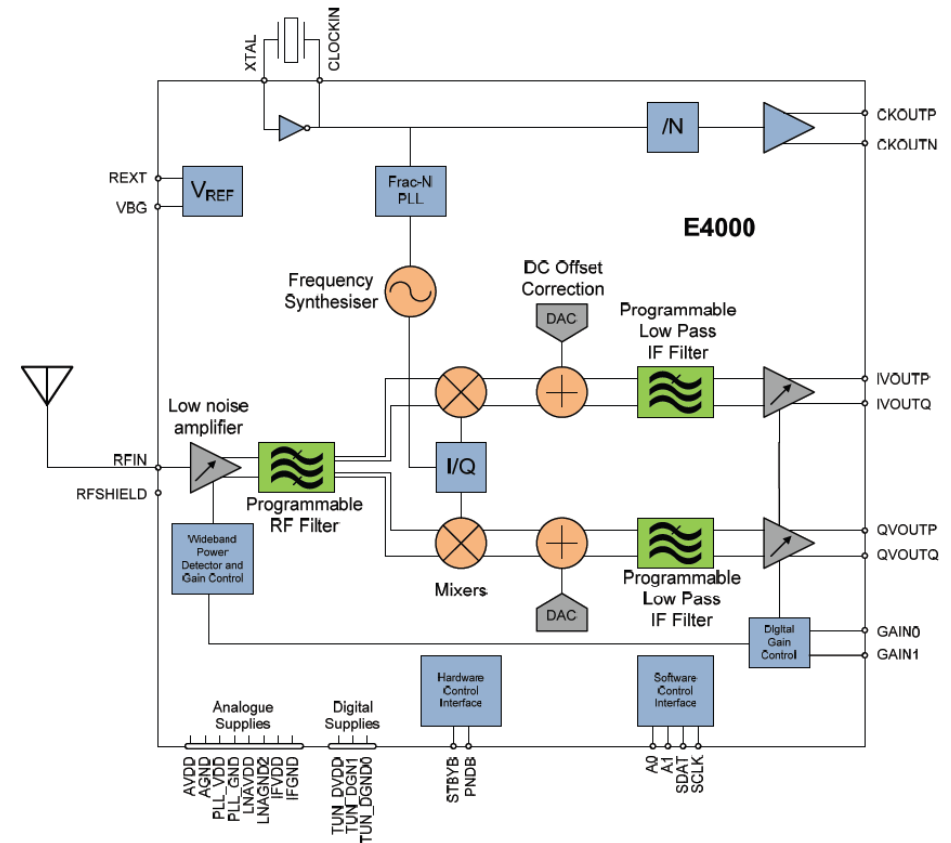 XTAL
CLOCKIN
/N
CKOUTP
CKOUTN
REXT
VBG
VREF
Frac-N
PLL
E4000
Frequency
Synthesiser
DC Offset
Correction
DAC
Programmable
Low Pass
IF Filter
Low noise
amplifier
IVOUTP
IVOUTQ
RFIN
RFSHIELD
I/Q
Programmable
RF Filter
Wideband
Power
Detector and
Gain Control
Mixers
DAC
Programmable
Low Pass
IF Filter
QVOUTP
QVOUTQ
Digital
Gain
Control
GAIN0
GAIN1
Hardware
Control
Interface
Software
Control
Interface
Analogue
Supplies
Digital
Supplies
AVDD
AGND
PLL_VDD
PLL_GND
LNAVDD
LNAGND2
IFVDD
IFGND
TUN_DVDD
TUN_DGN1
TUN_DGND0
STBYB
PNDB
A0
A1
SDAT
SCLK